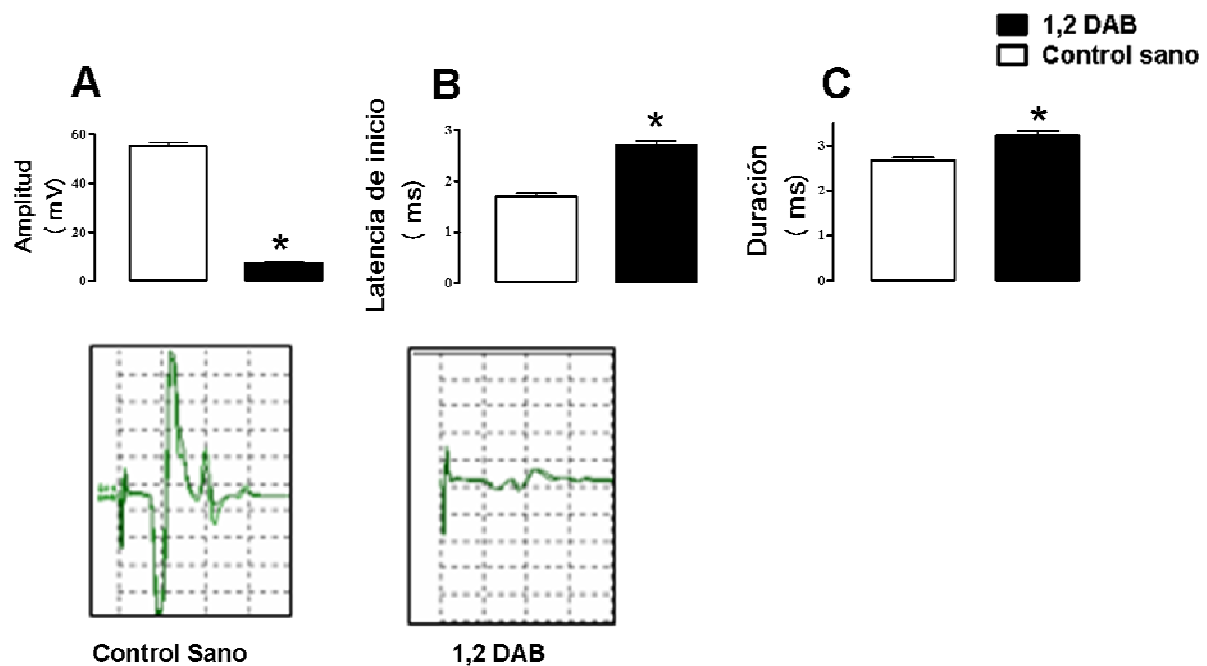 1,2 DAB
Control sano
A
B
C
Amplitud
( mV)
60
40
20
0
*
Latencia de inicio
( ms)
3
2
1
0
*
Duración
( ms)
3
2
1
0
*
Control Sano
1,2 DAB